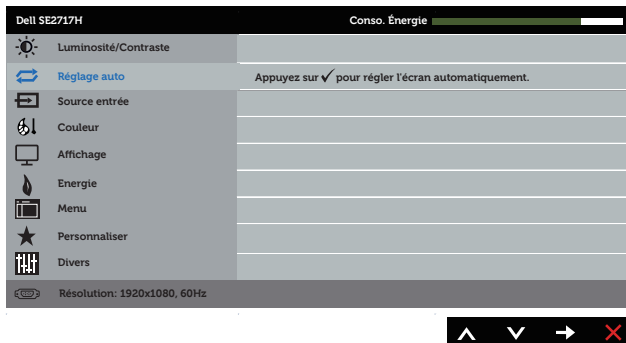 Dell SE2717H Conso. Énergie
Luminosité/Contraste
Réglage auto Appuyez sur ✓ pour régler l'écran automatiquement.
Source entrée
Couleur
Affichage
Energie
Menu
Personnaliser
Divers
Résolution: 1920x1080, 60Hz